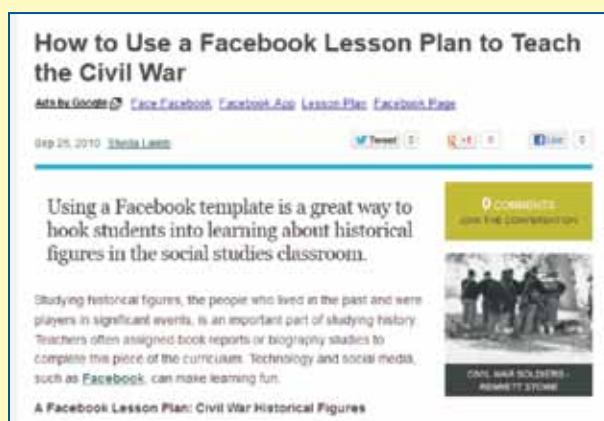 How to Use a Facebook Lesson Plan to Teach
the Civil War
Ads by Google Face Facebook Facebook App Lesson Plan Facebook Page
Sep 25, 2010 Sheila Lamb
Tweet 0 +1 0 Like 0
0 COMMENTS
JOIN THE CONVERSATION
Using a Facebook template is a great way to
hook students into learning about historical
figures in the social studies classroom.
Studying historical figures, the people who lived in the past and were
players in significant events, is an important part of studying history.
Teachers often assigned book reports or biography studies to
complete this piece of the curriculum. Technology and social media,
such as Facebook, can make learning fun.
CIVIL WAR SOLDIERS -
A Facebook Lesson Plan: Civil War Historical Figures